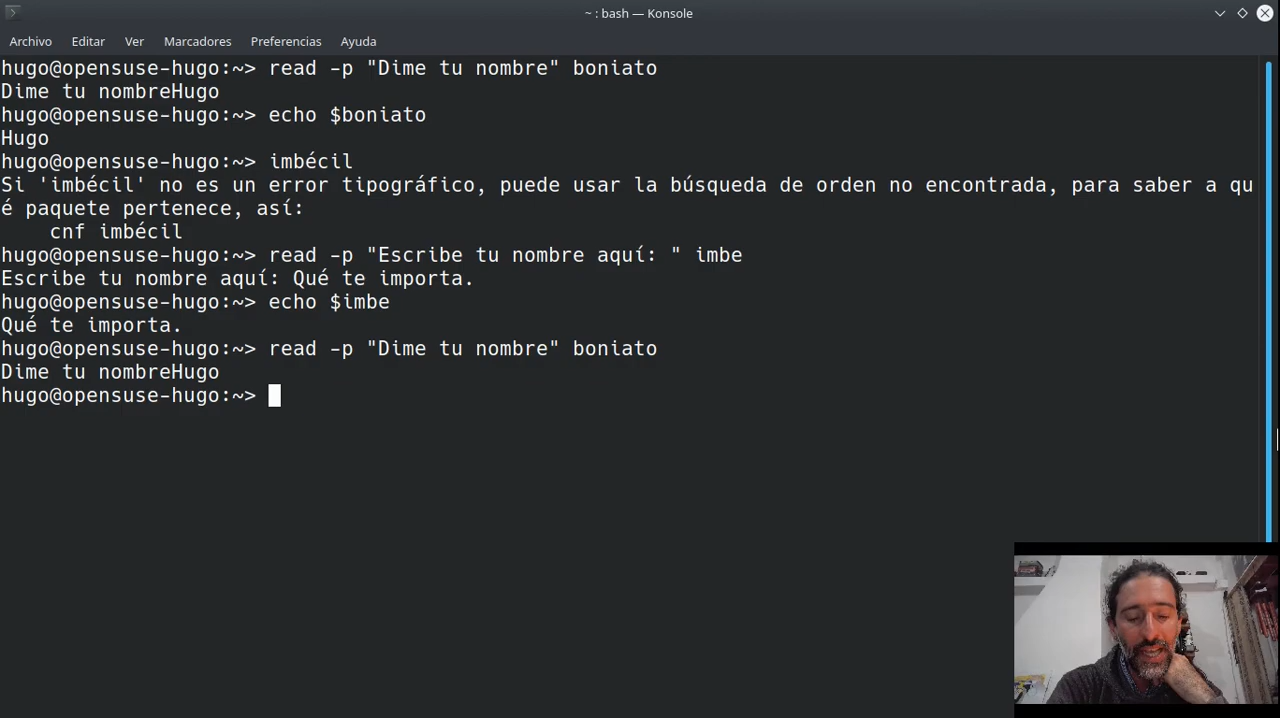 ~ : bash — Konsole
Archivo Editar Ver Marcadores Preferencias Ayuda
hugo@opensuse-hugo:~> read -p "Dime tu nombre" boniato
Dime tu nombreHugo
hugo@opensuse-hugo:~> echo $boniato
Hugo
hugo@opensuse-hugo:~> imbécil
Si 'imbécil' no es un error tipográfico, puede usar la búsqueda de orden no encontrada, para saber a qu
é paquete pertenece, así:
    cnf imbécil
hugo@opensuse-hugo:~> read -p "Escribe tu nombre aquí: " imbe
Escribe tu nombre aquí: Qué te importa.
hugo@opensuse-hugo:~> echo $imbe
Qué te importa.
hugo@opensuse-hugo:~> read -p "Dime tu nombre" boniato
Dime tu nombreHugo
hugo@opensuse-hugo:~>